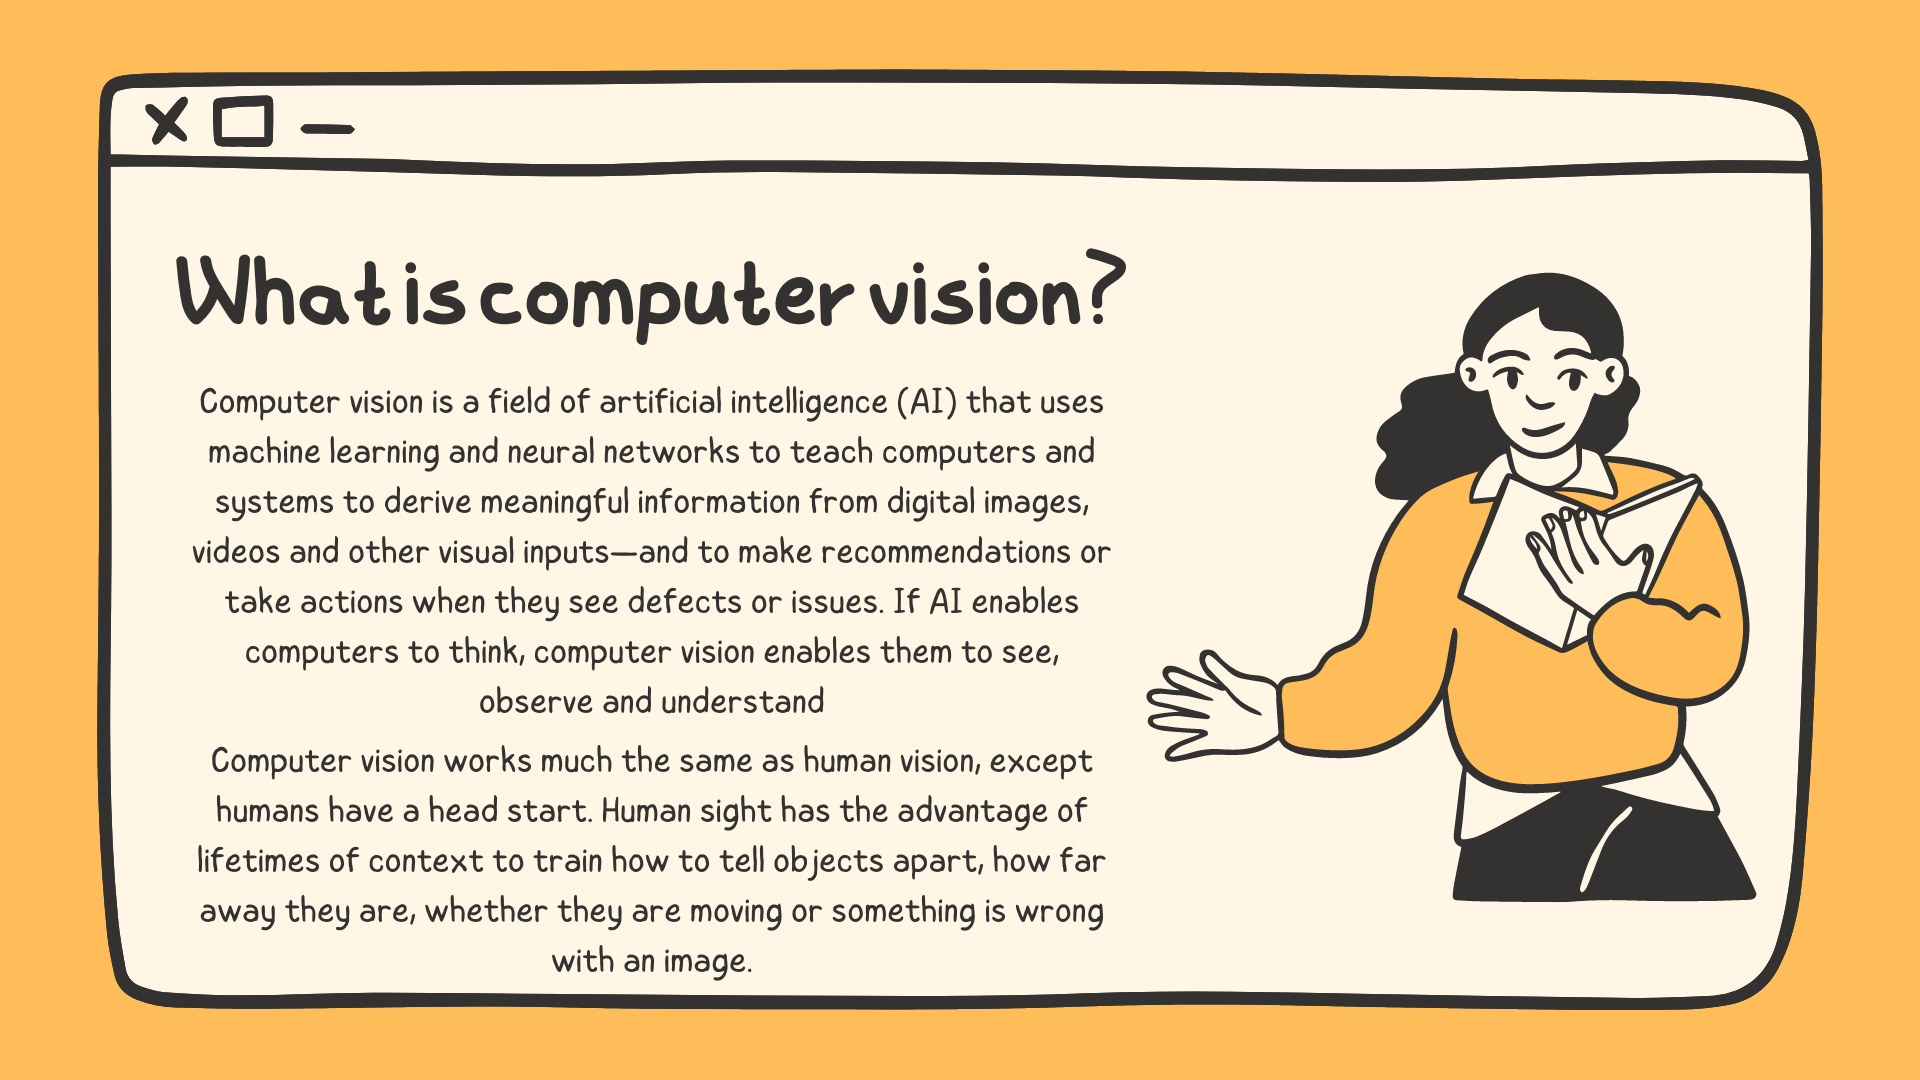 What is computer vision?
Computer vision is a field of artificial intelligence (AI) that uses
machine learning and neural networks to teach computers and
systems to derive meaningful information from digital images,
videos and other visual inputs—and to make recommendations or
take actions when they see defects or issues. If AI enables
computers to think, computer vision enables them to see,
observe and understand
Computer vision works much the same as human vision, except
humans have a head start. Human sight has the advantage of
lifetimes of context to train how to tell objects apart, how far
away they are, whether they are moving or something is wrong
with an image.